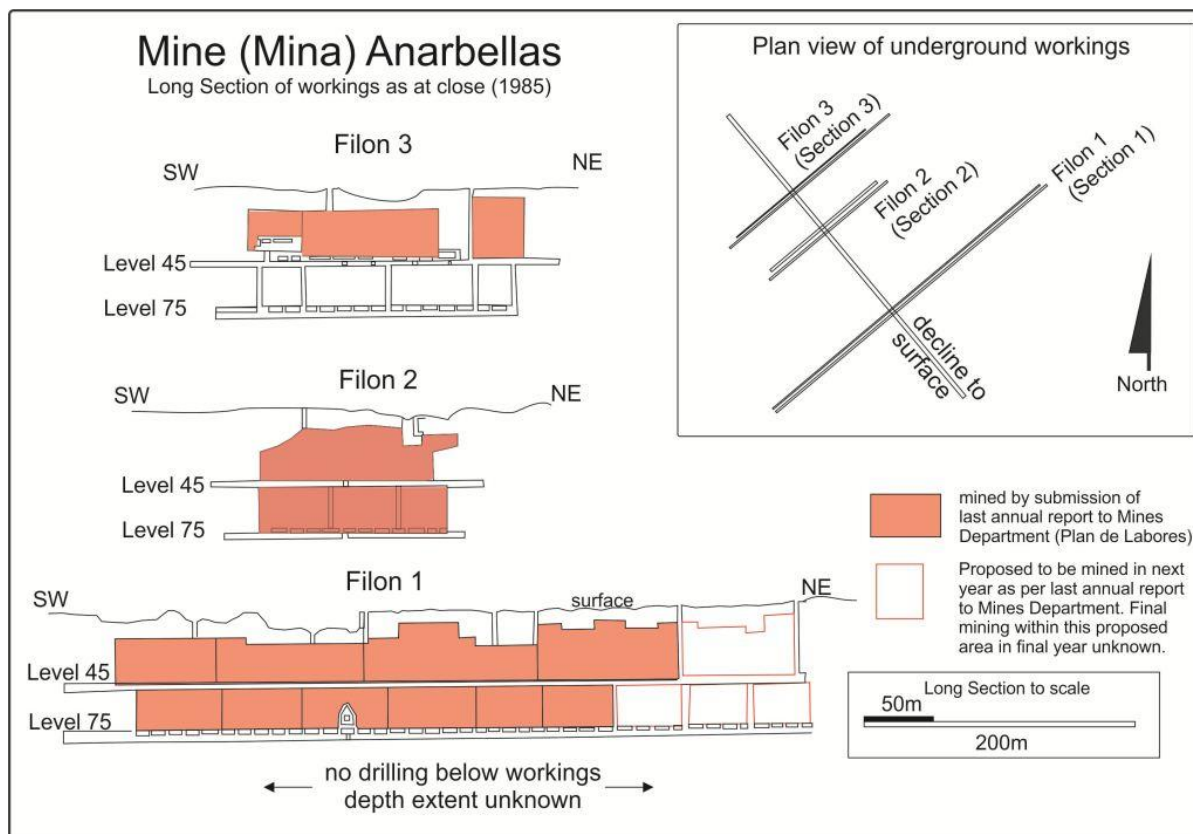 Mine (Mina) Anarbellas
Long Section of workings as at close (1985)
Filon 3
SW
NE
Level 45
Level 75
Filon 2
SW
NE
Level 45
Level 75
Filon 1
SW
surface
NE
Level 45
Level 75
no drilling below workings
depth extent unknown
Plan view of underground workings
Filon 3
(Section 3)
Filon 2
(Section 2)
Filon 1
(Section 1)
decline to
surface
North
mined by submission of
last annual report to Mines
Department (Plan de Labores)
Proposed to be mined in next
year as per last annual report
to Mines Department. Final
mining within this proposed
area in final year unknown.
Long Section to scale
50m
200m